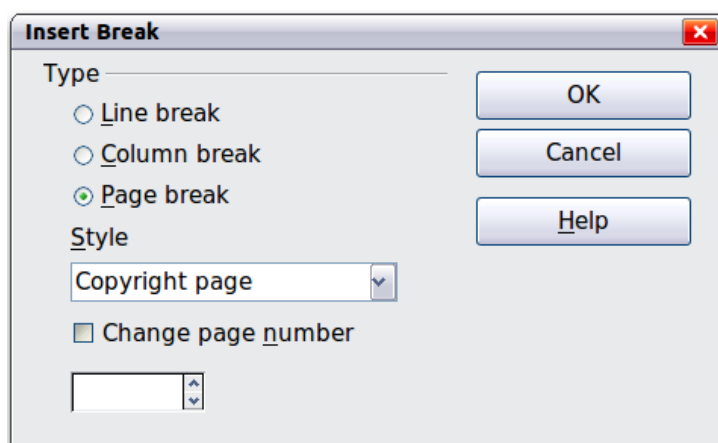 Insert Break
Type
Line break
Column break
Page break
Style
Copyright page
Change page number
OK
Cancel
Help